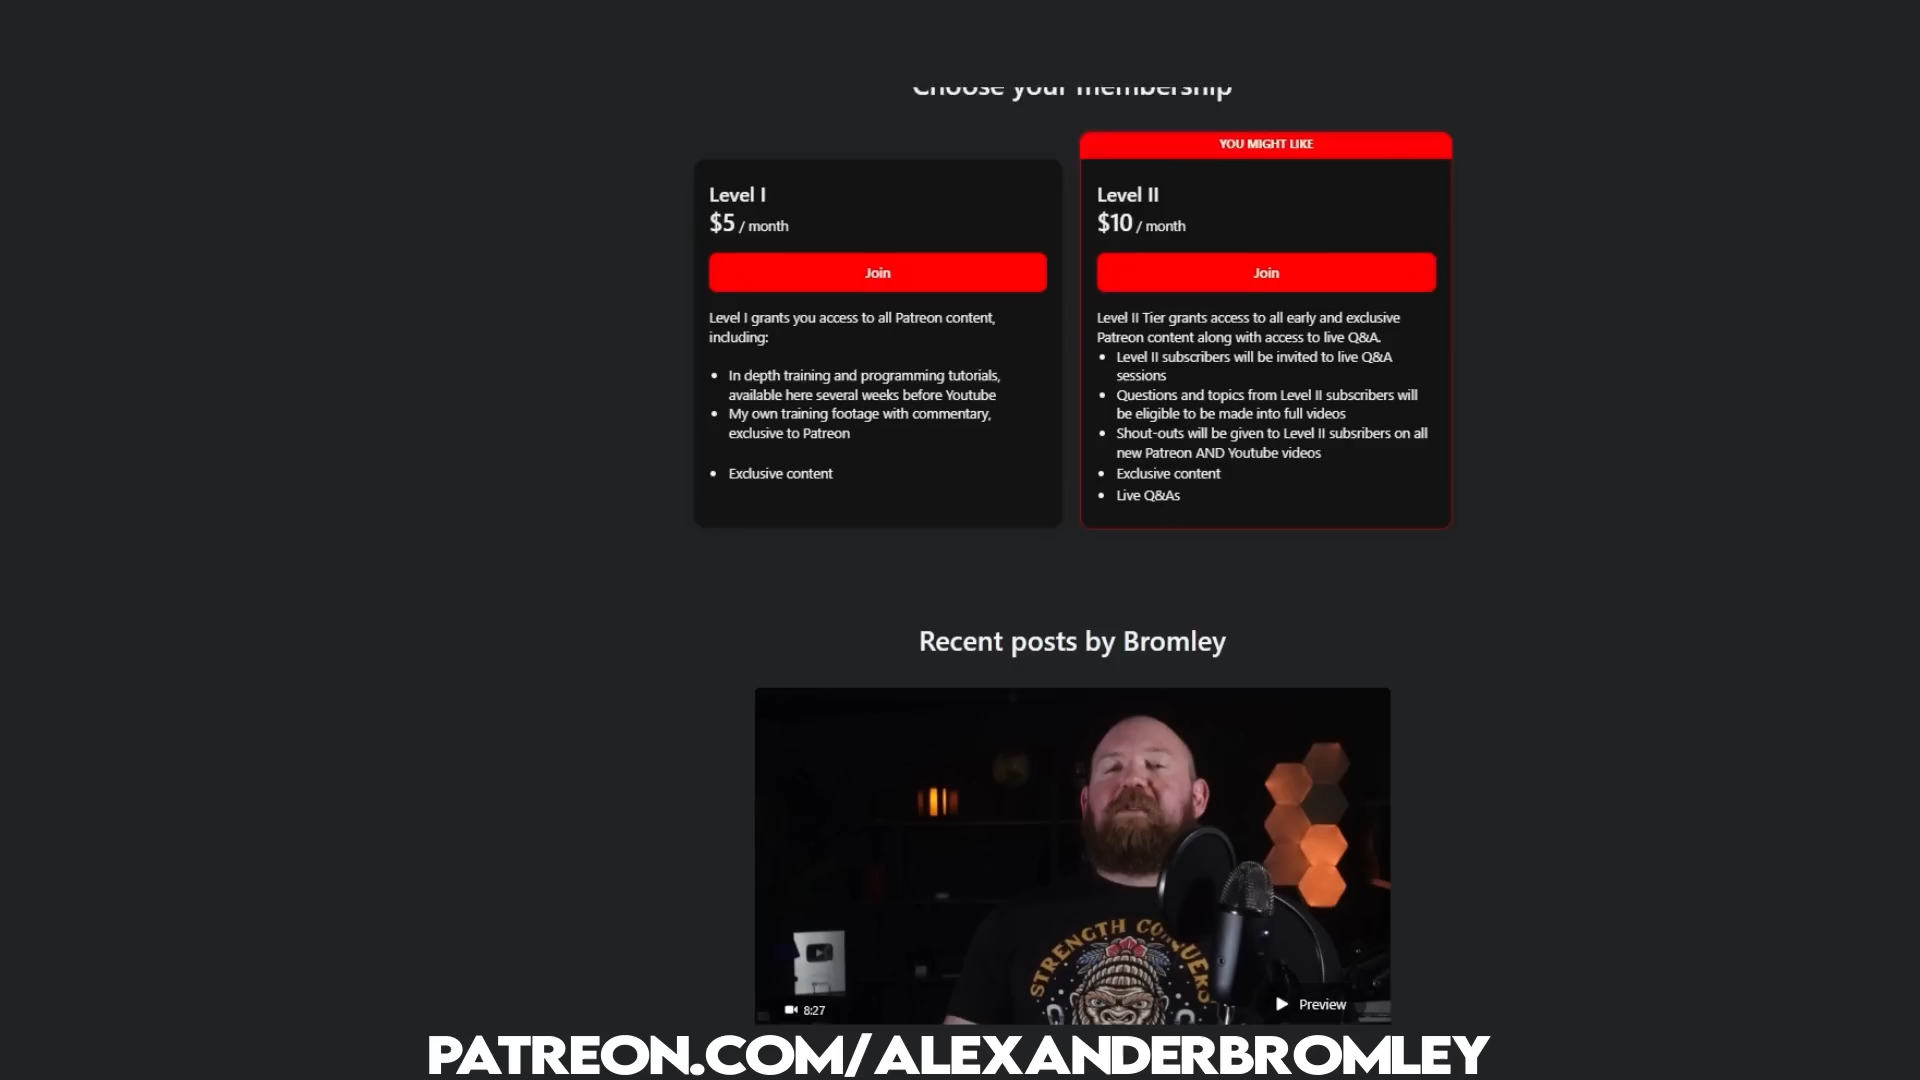 Choose your membership
YOU MIGHT LIKE
Level I
$5 / month
Join
Level I grants you access to all Patreon content,
including:
• In depth training and programming tutorials,
available here several weeks before Youtube
• My own training footage with commentary,
exclusive to Patreon
• Exclusive content
Level II
$10 / month
Join
Level II Tier grants access to all early and exclusive
Patreon content along with access to live Q&A.
• Level II subscribers will be invited to live Q&A
sessions
• Questions and topics from Level II subscribers will
be eligible to be made into full videos
• Shout-outs will be given to Level II subsribers on all
new Patreon AND Youtube videos
• Exclusive content
• Live Q&As
Recent posts by Bromley
STRENGTH CONQUERS
8:27
Preview
PATREON.COM/ALEXANDERBROMLEY